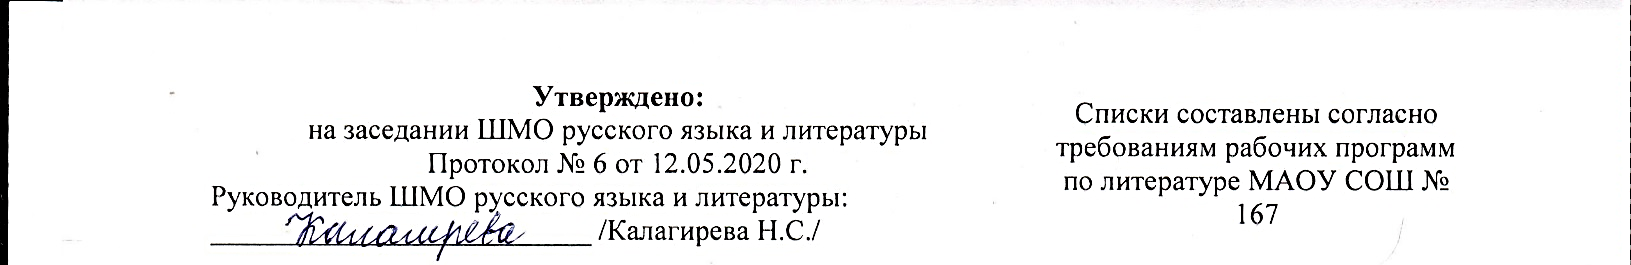 Утверждено:
на заседании ШМО русского языка и литературы
Протокол № 6 от 12.05.2020 г.
Руководитель ШМО русского языка и литературы:
Калагирева /Калагирева Н.С./
Списки составлены согласно
требованиям рабочих программ
по литературе МАОУ СОШ №
167